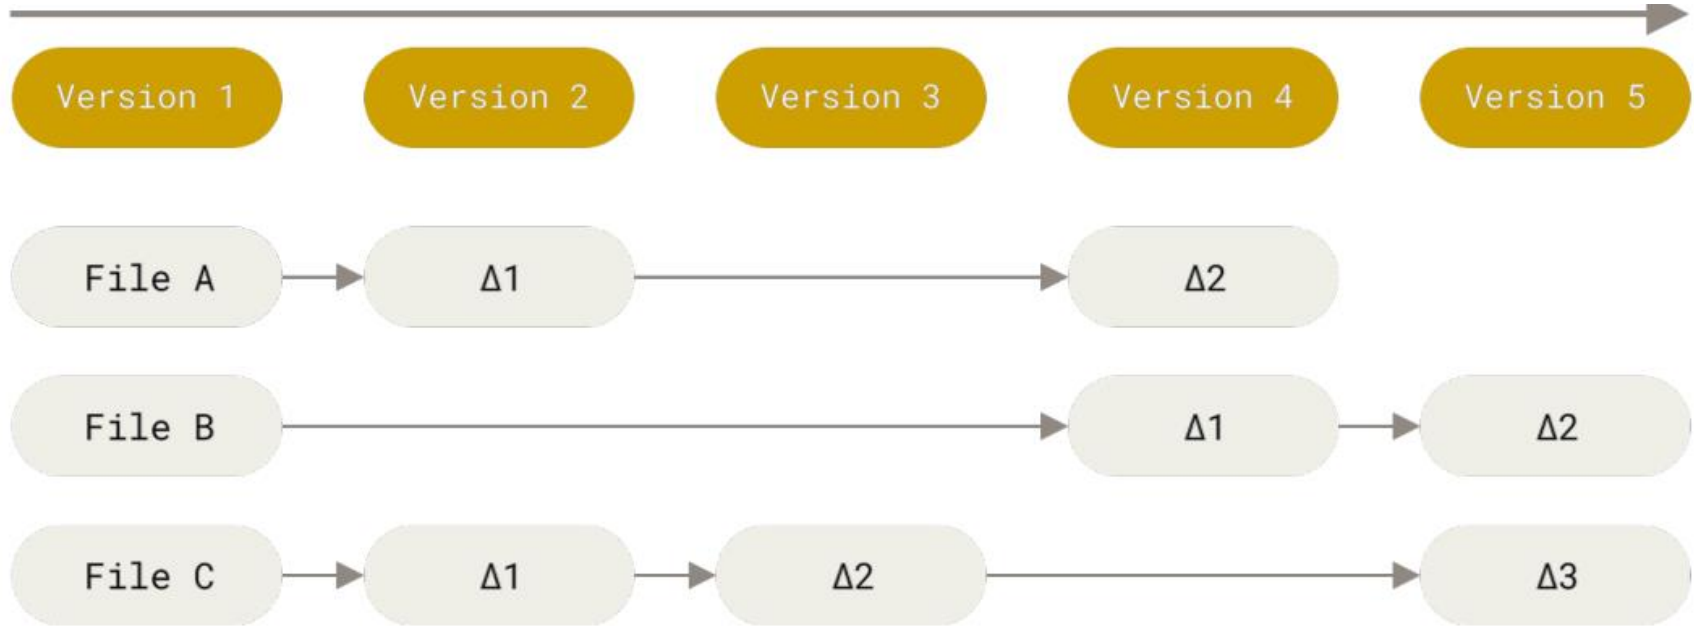 Version 1 Version 2 Version 3 Version 4 Version 5
File A Δ1 Δ2
File B Δ1 Δ2
File C Δ1 Δ2 Δ3